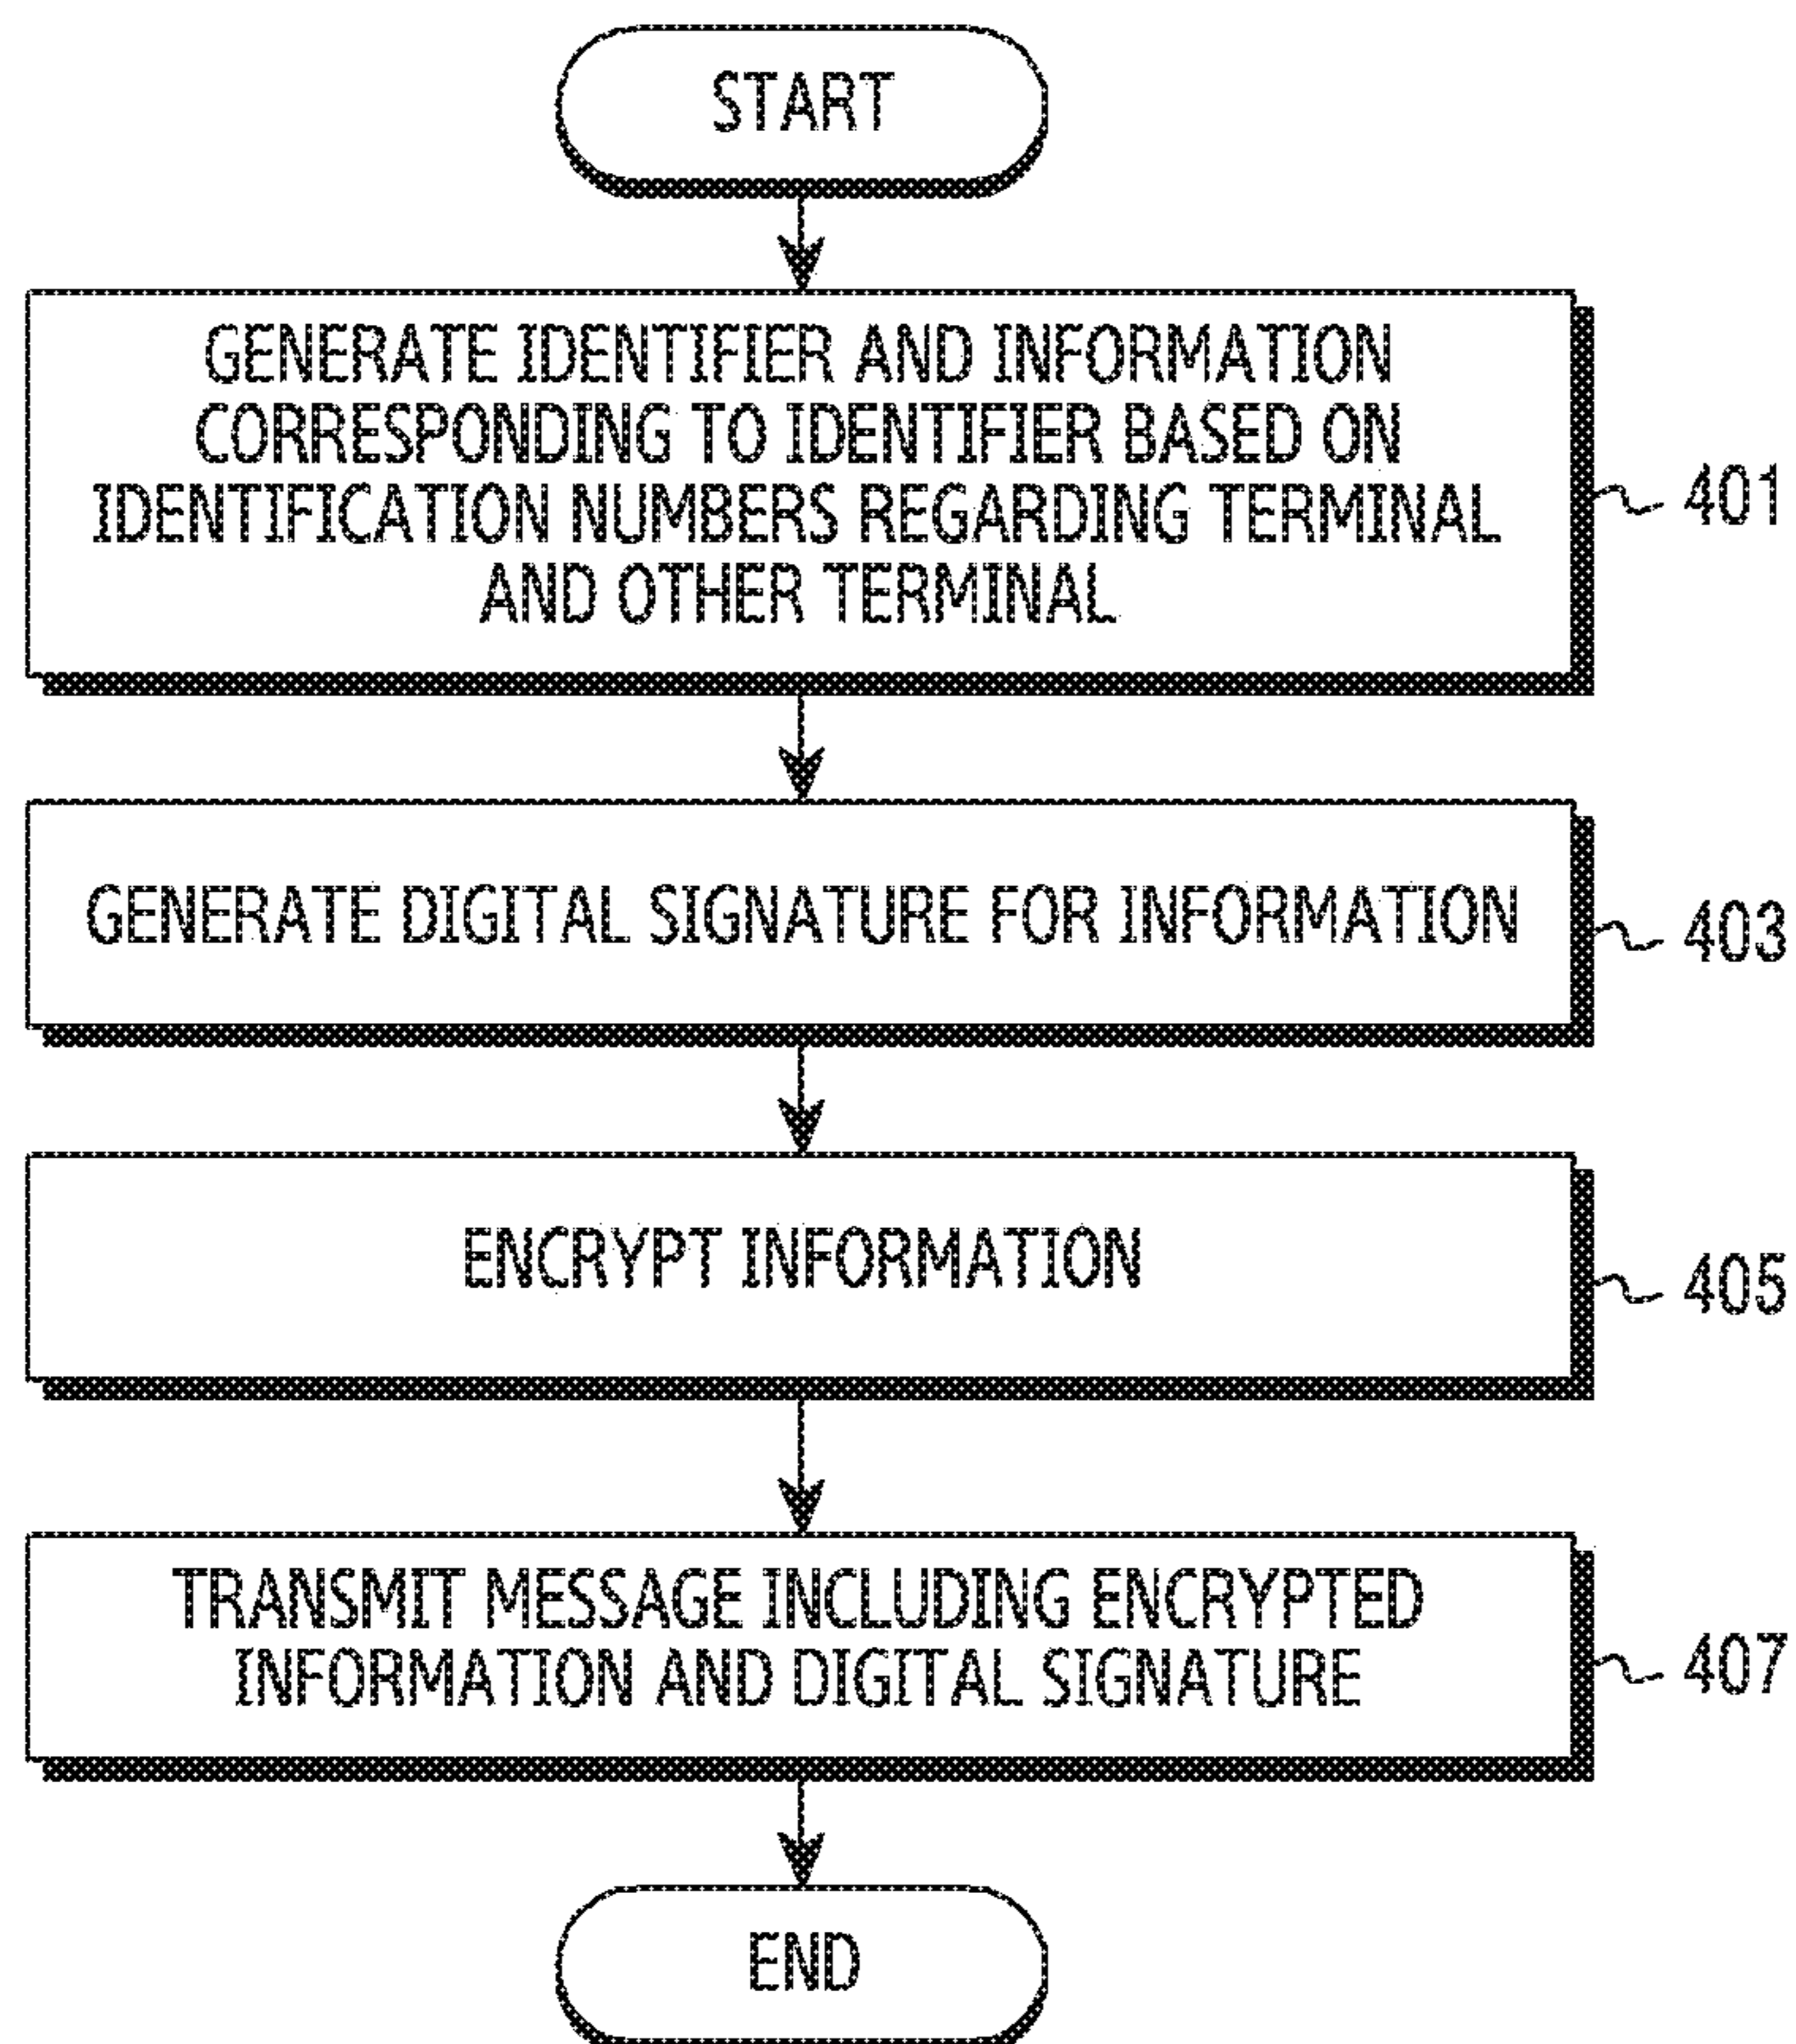 START
GENERATE IDENTIFIER AND INFORMATION
CORRESPONDING TO IDENTIFIER BASED ON
IDENTIFICATION NUMBERS REGARDING TERMINAL
AND OTHER TERMINAL
401
GENERATE DIGITAL SIGNATURE FOR INFORMATION
403
ENCRYPT INFORMATION
405
TRANSMIT MESSAGE INCLUDING ENCRYPTED
INFORMATION AND DIGITAL SIGNATURE
407
END